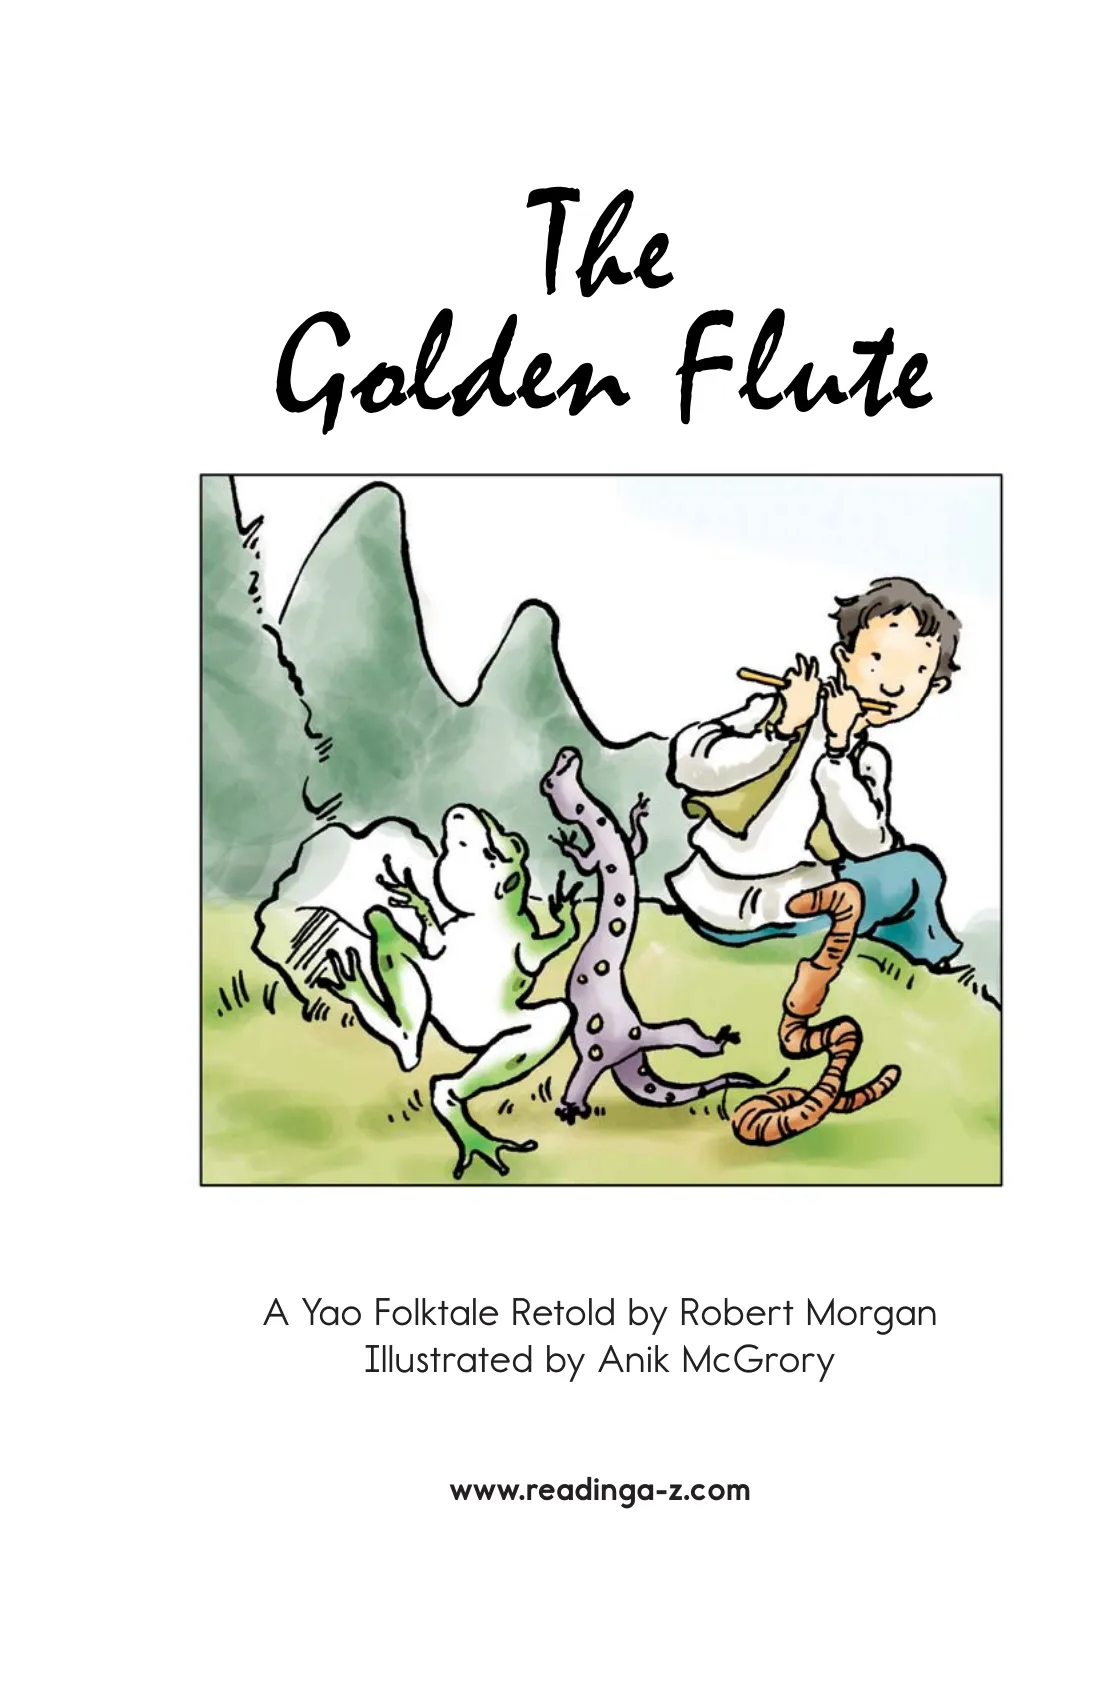 The
Golden Flute
A Yao Folktale Retold by Robert Morgan
Illustrated by Anik McGrory
www.readinga-z.com